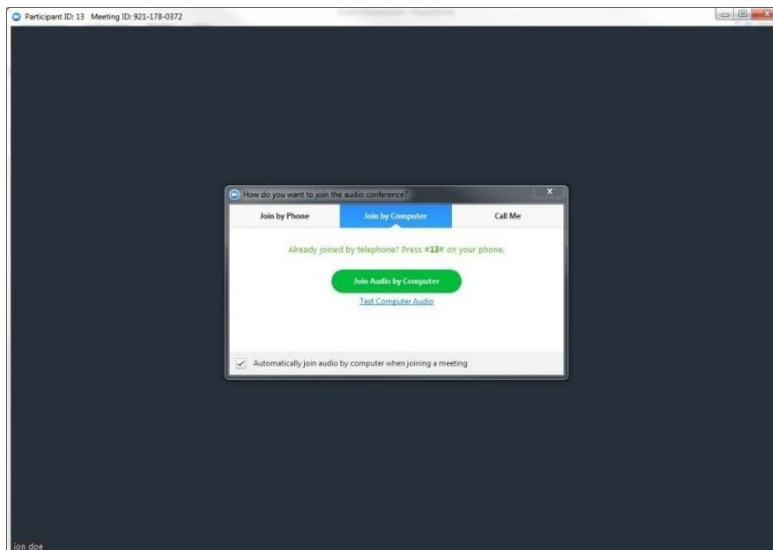 Participant ID: 13 Meeting ID: 921-178-0372
How do you want to join the audio conference?
Join by Phone
Join by Computer
Call Me
Already joined by telephone? Press #13# on your phone.
Join Audio by Computer
Test Computer Audio
Automatically join audio by computer when joining a meeting
jon doe